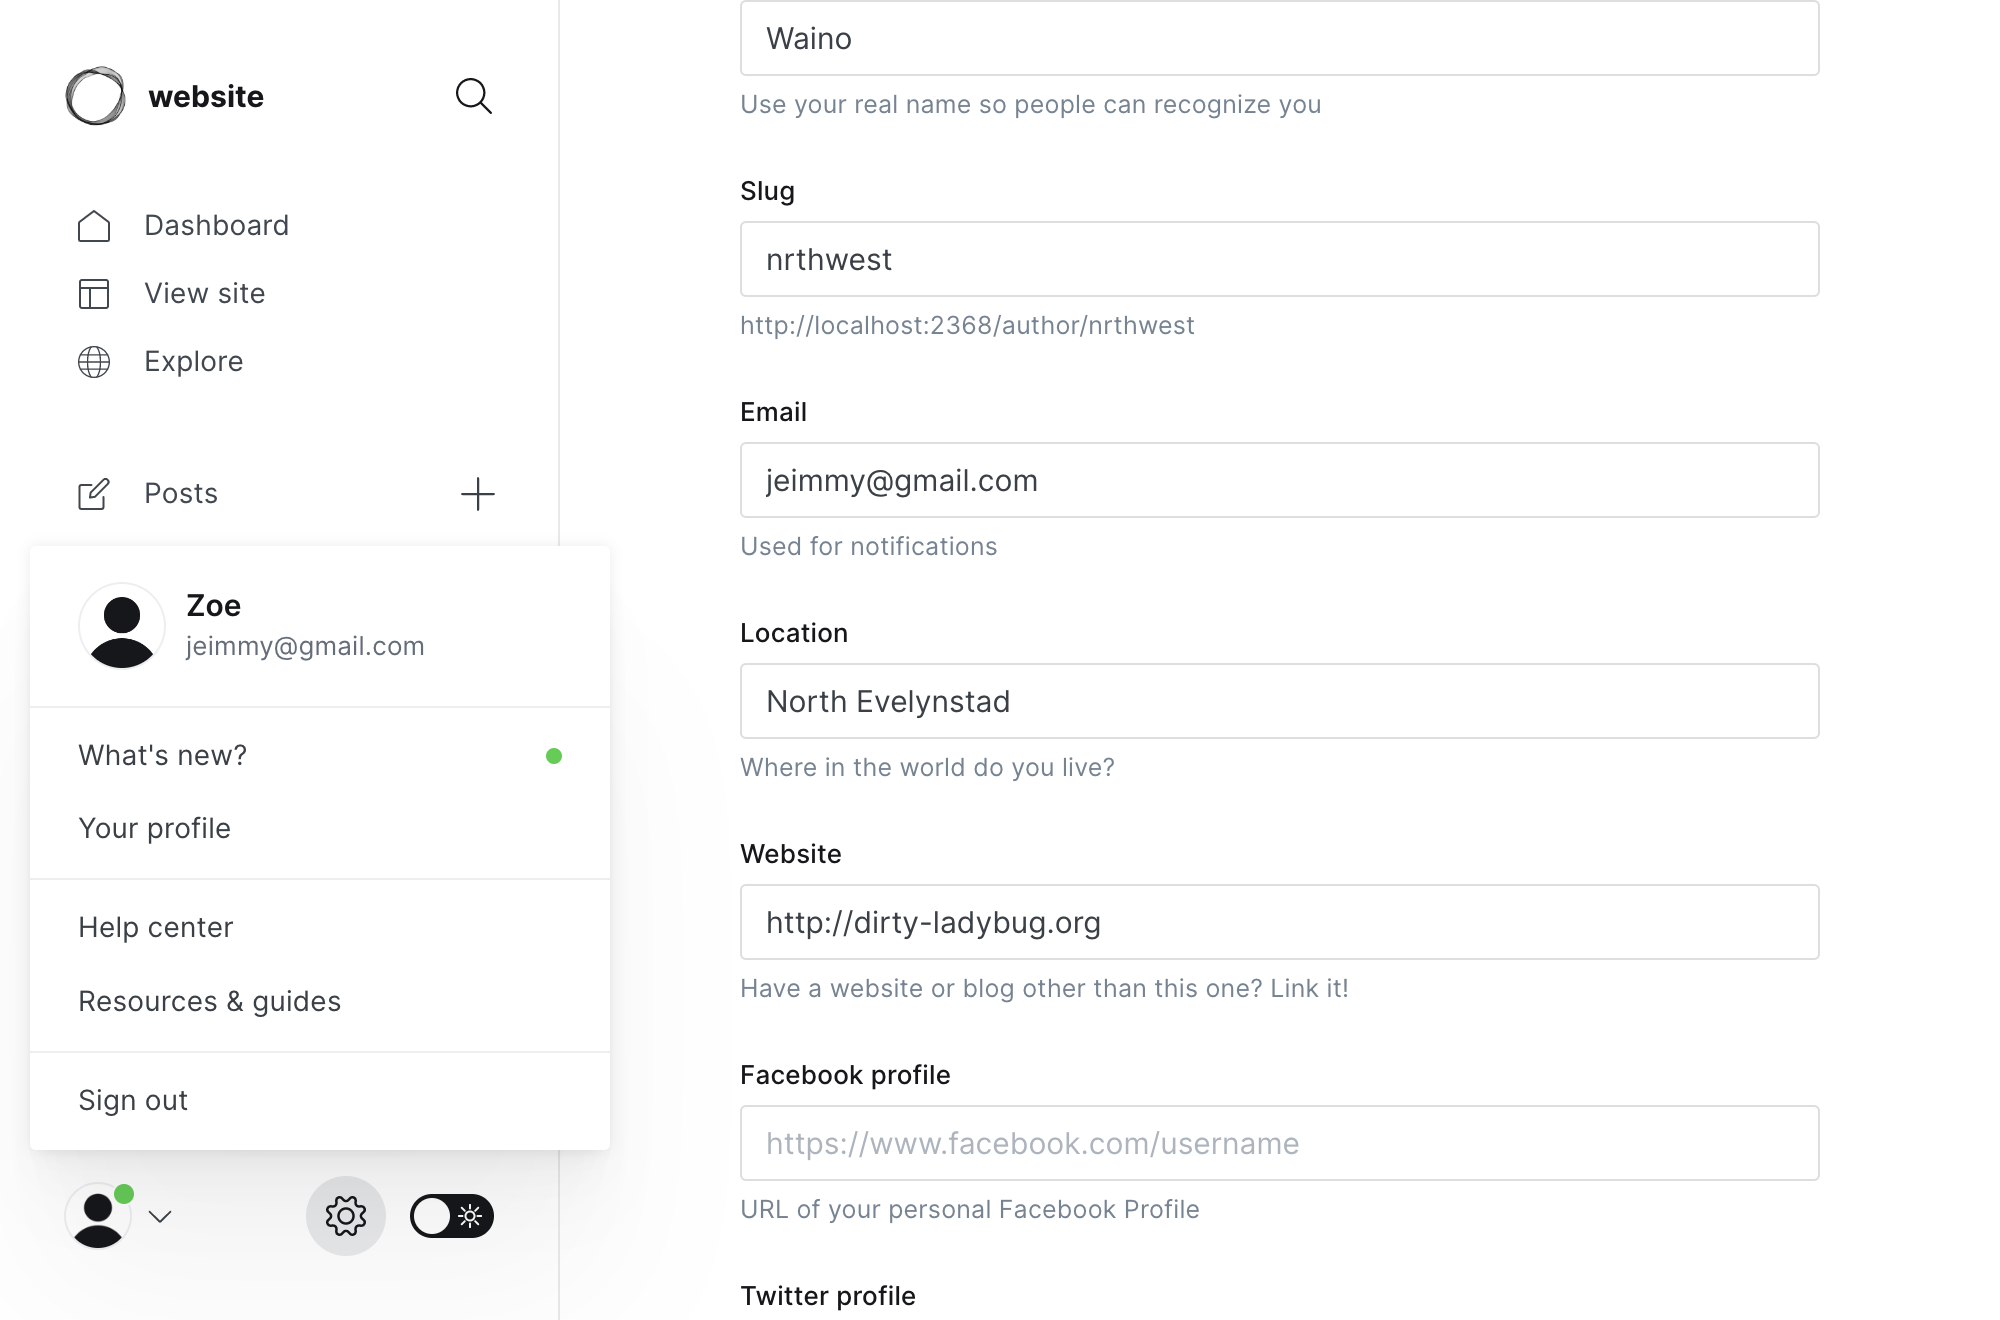 website
Dashboard
View site
Explore
Posts
Zoe
jeimmy@gmail.com
What's new?
Your profile
Help center
Resources & guides
Sign out
Waino
Use your real name so people can recognize you
Slug
nrthwest
http://localhost:2368/author/nrthwest
Email
jeimmy@gmail.com
Used for notifications
Location
North Evelynstad
Where in the world do you live?
Website
http://dirty-ladybug.org
Have a website or blog other than this one? Link it!
Facebook profile
https://www.facebook.com/username
URL of your personal Facebook Profile
Twitter profile